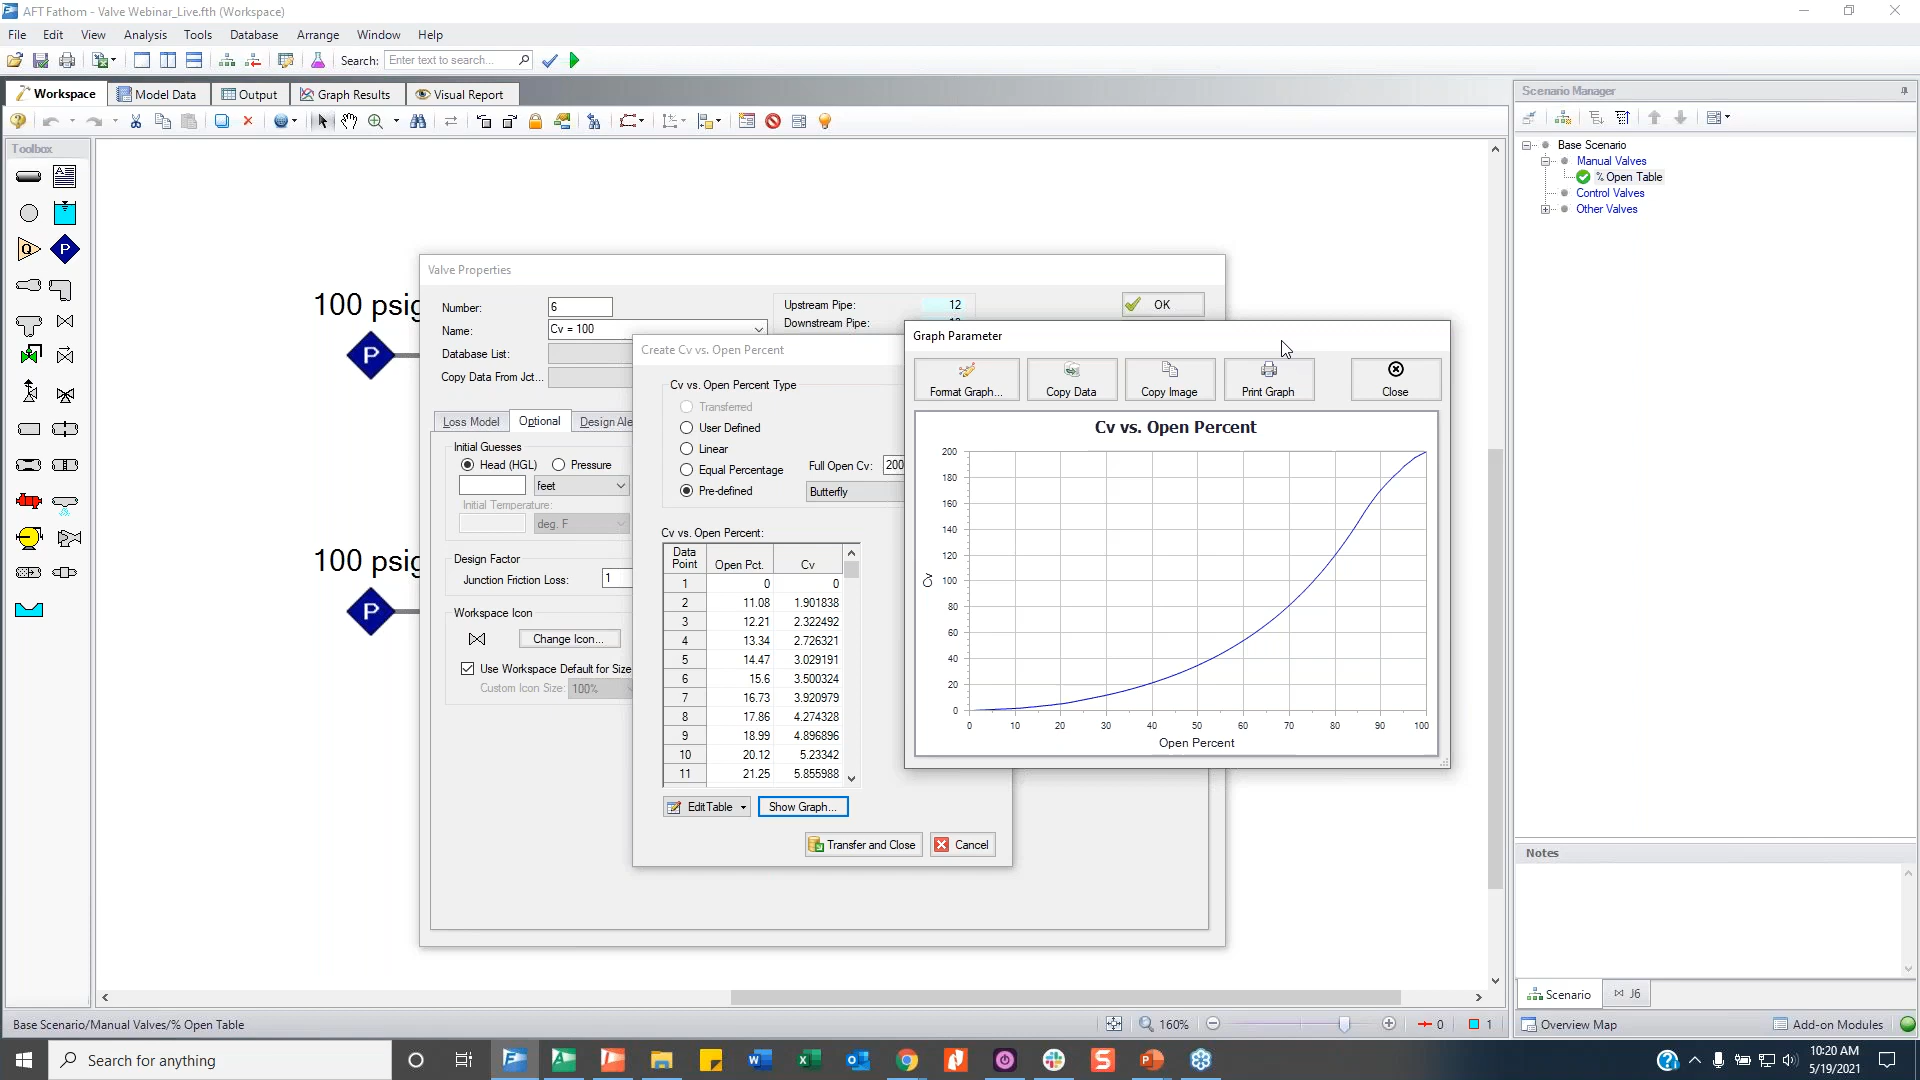 AFT Fathom - Valve Webinar_Live.fth (Workspace)
File Edit View Analysis Tools Database Arrange Window Help
Search: Enter text to search...
Workspace Model Data Output Graph Results Visual Report
Toolbox
100 psig
100 psig
Valve Properties
Number: 6
Name: Cv = 100
Database List:
Copy Data From Jct...
Upstream Pipe: 12
Downstream Pipe:
OK
Loss Model Optional Design Ale
Initial Guesses
Head (HGL) Pressure
feet
Initial Temperature:
deg. F
Design Factor
Junction Friction Loss: 1
Workspace Icon
Change Icon...
Use Workspace Default for Size
Custom Icon Size: 100%
Create Cv vs. Open Percent
Cv vs. Open Percent Type
Transferred
User Defined
Linear
Equal Percentage
Pre-defined
Full Open Cv: 200
Butterfly
Cv vs. Open Percent:
Data Point Open Pct. Cv
1 0 0
2 11.08 1.901838
3 12.21 2.322492
4 13.34 2.726321
5 14.47 3.029191
6 15.6 3.500324
7 16.73 3.920979
8 17.86 4.274328
9 18.99 4.896896
10 20.12 5.23342
11 21.25 5.855988
Edit Table Show Graph...
Transfer and Close Cancel
Graph Parameter
Format Graph... Copy Data Copy Image Print Graph Close
Cv vs. Open Percent
200
180
160
140
120
100
80
60
40
20
0
Cv
0 10 20 30 40 50 60 70 80 90 100
Open Percent
Scenario Manager
Base Scenario
Manual Valves
% Open Table
Control Valves
Other Valves
Notes
Scenario J6
Base Scenario/Manual Valves/% Open Table
160%
0
1
Overview Map
Add-on Modules
Search for anything
10:20 AM
5/19/2021